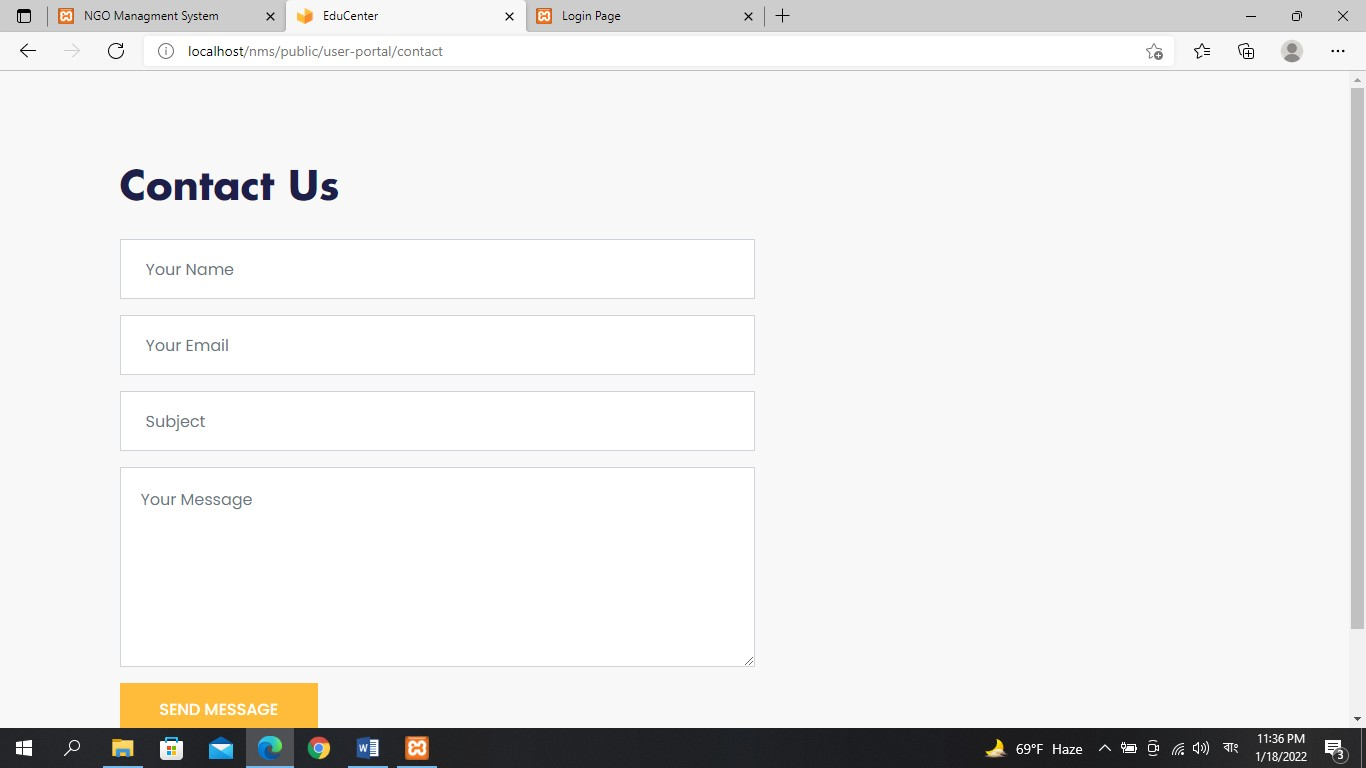 NGO Managment System
EduCenter
Login Page
localhost/nms/public/user-portal/contact
Contact Us
Your Name
Your Email
Subject
Your Message
SEND MESSAGE
69°F Haze
বাং
11:36 PM
1/18/2022
3